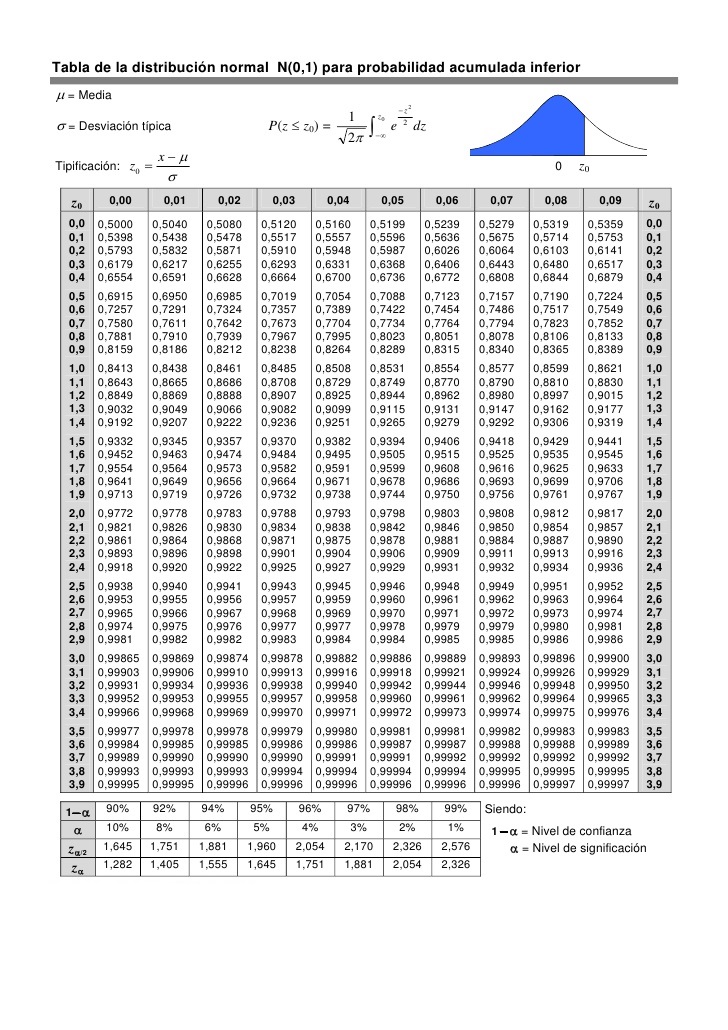 Tabla de la distribución normal N(0,1) para probabilidad acumulada inferior
μ = Media
σ = Desviación típica
P(z ≤ z₀) = 1/√2π ∫_{-∞}^{z₀} e^{-z²/2} dz
Tipificación: z₀ = (x − μ)/σ
0 z₀
z₀ 0,00 0,01 0,02 0,03 0,04 0,05 0,06 0,07 0,08 0,09 z₀
0,0 0,5000 0,5040 0,5080 0,5120 0,5160 0,5199 0,5239 0,5279 0,5319 0,5359 0,0
0,1 0,5398 0,5438 0,5478 0,5517 0,5557 0,5596 0,5636 0,5675 0,5714 0,5753 0,1
0,2 0,5793 0,5832 0,5871 0,5910 0,5948 0,5987 0,6026 0,6064 0,6103 0,6141 0,2
0,3 0,6179 0,6217 0,6255 0,6293 0,6331 0,6368 0,6406 0,6443 0,6480 0,6517 0,3
0,4 0,6554 0,6591 0,6628 0,6664 0,6700 0,6736 0,6772 0,6808 0,6844 0,6879 0,4
0,5 0,6915 0,6950 0,6985 0,7019 0,7054 0,7088 0,7123 0,7157 0,7190 0,7224 0,5
0,6 0,7257 0,7291 0,7324 0,7357 0,7389 0,7422 0,7454 0,7486 0,7517 0,7549 0,6
0,7 0,7580 0,7611 0,7642 0,7673 0,7704 0,7734 0,7764 0,7794 0,7823 0,7852 0,7
0,8 0,7881 0,7910 0,7939 0,7967 0,7995 0,8023 0,8051 0,8078 0,8106 0,8133 0,8
0,9 0,8159 0,8186 0,8212 0,8238 0,8264 0,8289 0,8315 0,8340 0,8365 0,8389 0,9
1,0 0,8413 0,8438 0,8461 0,8485 0,8508 0,8531 0,8554 0,8577 0,8599 0,8621 1,0
1,1 0,8643 0,8665 0,8686 0,8708 0,8729 0,8749 0,8770 0,8790 0,8810 0,8830 1,1
1,2 0,8849 0,8869 0,8888 0,8907 0,8925 0,8944 0,8962 0,8980 0,8997 0,9015 1,2
1,3 0,9032 0,9049 0,9066 0,9082 0,9099 0,9115 0,9131 0,9147 0,9162 0,9177 1,3
1,4 0,9192 0,9207 0,9222 0,9236 0,9251 0,9265 0,9279 0,9292 0,9306 0,9319 1,4
1,5 0,9332 0,9345 0,9357 0,9370 0,9382 0,9394 0,9406 0,9418 0,9429 0,9441 1,5
1,6 0,9452 0,9463 0,9474 0,9484 0,9495 0,9505 0,9515 0,9525 0,9535 0,9545 1,6
1,7 0,9554 0,9564 0,9573 0,9582 0,9591 0,9599 0,9608 0,9616 0,9625 0,9633 1,7
1,8 0,9641 0,9649 0,9656 0,9664 0,9671 0,9678 0,9686 0,9693 0,9699 0,9706 1,8
1,9 0,9713 0,9719 0,9726 0,9732 0,9738 0,9744 0,9750 0,9756 0,9761 0,9767 1,9
2,0 0,9772 0,9778 0,9783 0,9788 0,9793 0,9798 0,9803 0,9808 0,9812 0,9817 2,0
2,1 0,9821 0,9826 0,9830 0,9834 0,9838 0,9842 0,9846 0,9850 0,9854 0,9857 2,1
2,2 0,9861 0,9864 0,9868 0,9871 0,9875 0,9878 0,9881 0,9884 0,9887 0,9890 2,2
2,3 0,9893 0,9896 0,9898 0,9901 0,9904 0,9906 0,9909 0,9911 0,9913 0,9916 2,3
2,4 0,9918 0,9920 0,9922 0,9925 0,9927 0,9929 0,9931 0,9932 0,9934 0,9936 2,4
2,5 0,9938 0,9940 0,9941 0,9943 0,9945 0,9946 0,9948 0,9949 0,9951 0,9952 2,5
2,6 0,9953 0,9955 0,9956 0,9957 0,9959 0,9960 0,9961 0,9962 0,9963 0,9964 2,6
2,7 0,9965 0,9966 0,9967 0,9968 0,9969 0,9970 0,9971 0,9972 0,9973 0,9974 2,7
2,8 0,9974 0,9975 0,9976 0,9977 0,9977 0,9978 0,9979 0,9979 0,9980 0,9981 2,8
2,9 0,9981 0,9982 0,9982 0,9983 0,9984 0,9984 0,9985 0,9985 0,9986 0,9986 2,9
3,0 0,99865 0,99869 0,99874 0,99878 0,99882 0,99886 0,99889 0,99893 0,99896 0,99900 3,0
3,1 0,99903 0,99906 0,99910 0,99913 0,99916 0,99918 0,99921 0,99924 0,99926 0,99929 3,1
3,2 0,99931 0,99934 0,99936 0,99938 0,99940 0,99942 0,99944 0,99946 0,99948 0,99950 3,2
3,3 0,99952 0,99953 0,99955 0,99957 0,99958 0,99960 0,99961 0,99962 0,99964 0,99965 3,3
3,4 0,99966 0,99968 0,99969 0,99970 0,99971 0,99972 0,99973 0,99974 0,99975 0,99976 3,4
3,5 0,99977 0,99978 0,99978 0,99979 0,99980 0,99981 0,99981 0,99982 0,99983 0,99983 3,5
3,6 0,99984 0,99985 0,99985 0,99986 0,99986 0,99987 0,99987 0,99988 0,99988 0,99989 3,6
3,7 0,99989 0,99990 0,99990 0,99990 0,99991 0,99991 0,99992 0,99992 0,99992 0,99992 3,7
3,8 0,99993 0,99993 0,99993 0,99994 0,99994 0,99994 0,99994 0,99995 0,99995 0,99995 3,8
3,9 0,99995 0,99995 0,99996 0,99996 0,99996 0,99996 0,99996 0,99996 0,99997 0,99997 3,9
1−α 90% 92% 94% 95% 96% 97% 98% 99% Siendo:
α 10% 8% 6% 5% 4% 3% 2% 1% 1−α = Nivel de confianza
z_{α/2} 1,645 1,751 1,881 1,960 2,054 2,170 2,326 2,576 α = Nivel de significación
z_α 1,282 1,405 1,555 1,645 1,751 1,881 2,054 2,326